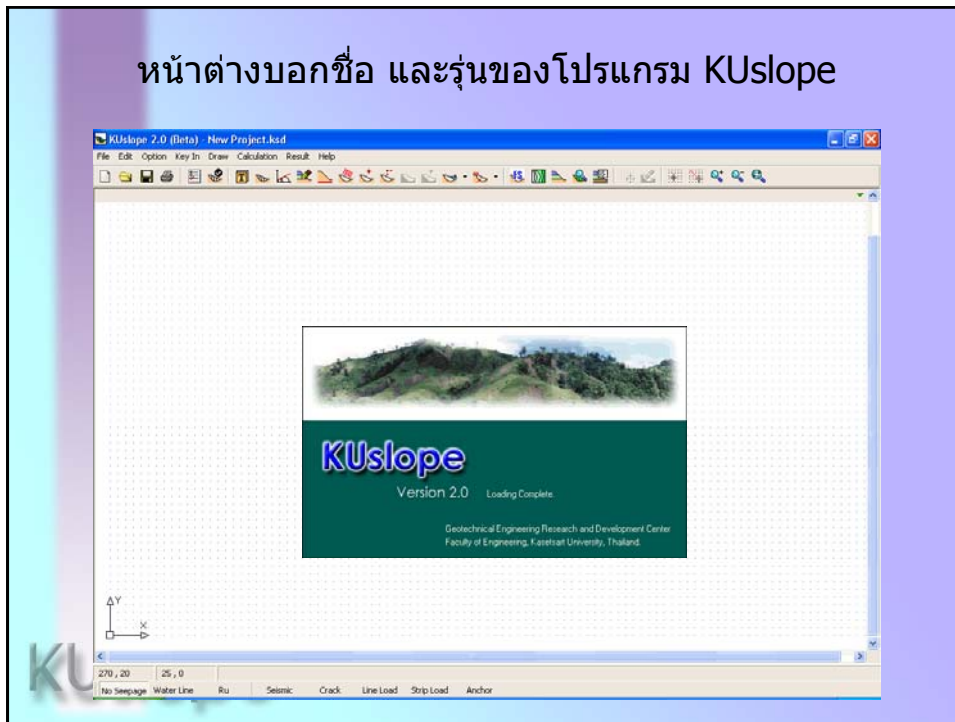 หน้าต่างบอกชื่อ และรุ่นของโปรแกรม KUslope
KUslope 2.0 (Beta) - New Project.ksd
File Edit Option Key In Draw Calculation Result Help
KUslope
Version 2.0 Loading Complete.
Geotechnical Engineering Research and Development Center
Faculty of Engineering, Kasetsart University, Thailand.
Y
X
270 , 20 25 , 0
No Seepage Water Line Ru Seismic Crack Line Load Strip Load Anchor